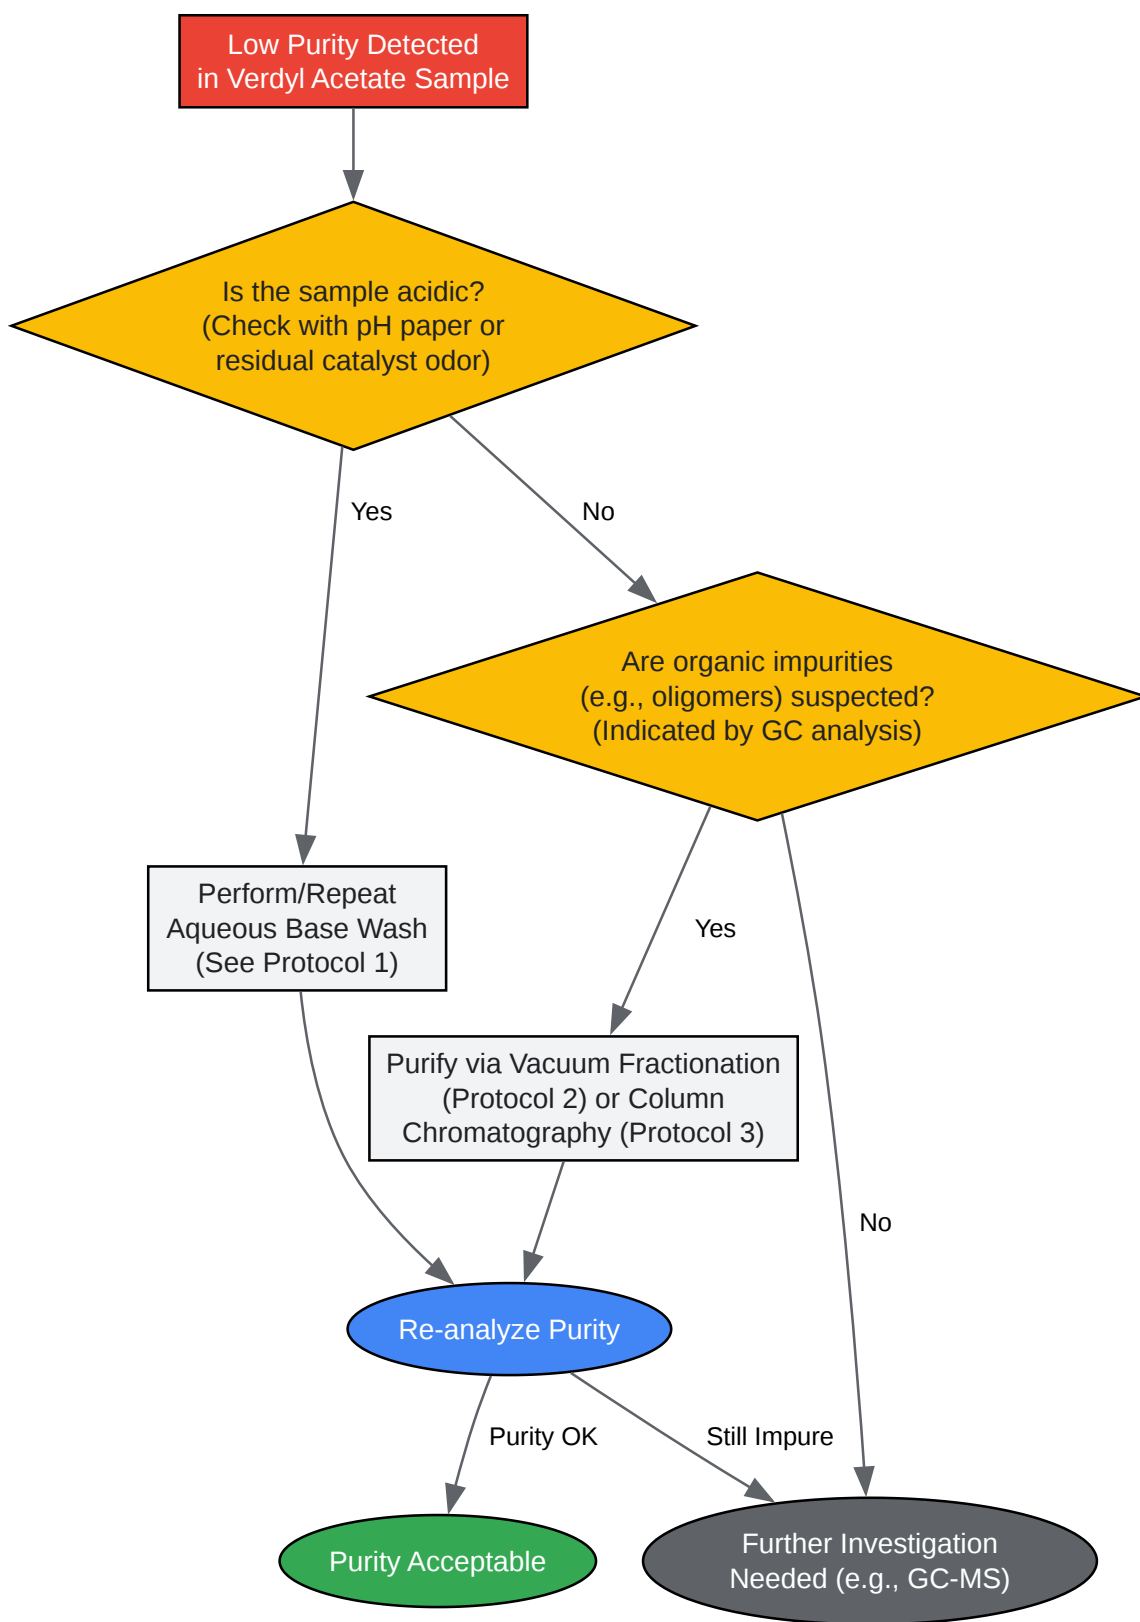 Low Purity Detected
in Verdyl Acetate Sample
Is the sample acidic?
(Check with pH paper or
residual catalyst odor)
Yes
No
Are organic impurities
(e.g., oligomers) suspected?
(Indicated by GC analysis)
Perform/Repeat
Aqueous Base Wash
(See Protocol 1)
Yes
Purify via Vacuum Fractionation
(Protocol 2) or Column
Chromatography (Protocol 3)
No
Re-analyze Purity
Purity OK
Still Impure
Purity Acceptable
Further Investigation
Needed (e.g., GC-MS)